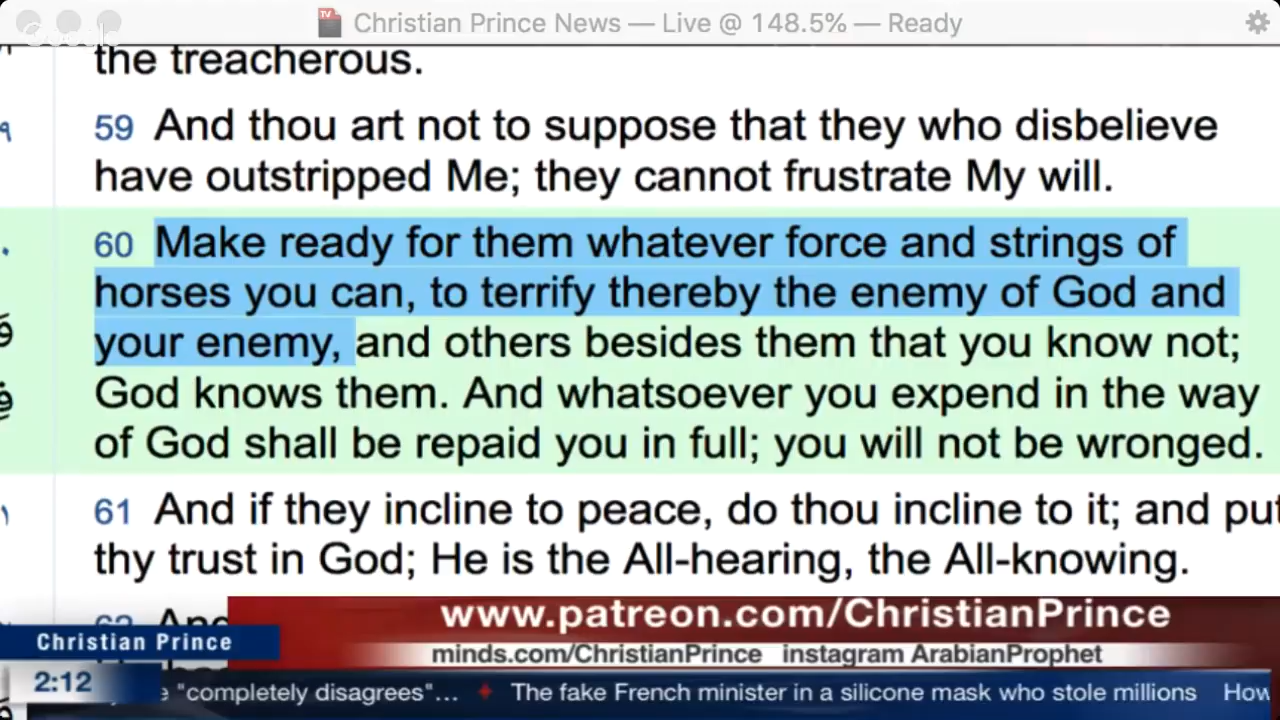 Christian Prince News — Live @ 148.5% — Ready
Google
the treacherous.
59 And thou art not to suppose that they who disbelieve
have outstripped Me; they cannot frustrate My will.
60 Make ready for them whatever force and strings of
horses you can, to terrify thereby the enemy of God and
your enemy, and others besides them that you know not;
God knows them. And whatsoever you expend in the way
of God shall be repaid you in full; you will not be wronged.
61 And if they incline to peace, do thou incline to it; and put
thy trust in God; He is the All-hearing, the All-knowing.
62 And
www.patreon.com/ChristianPrince
Christian Prince
minds.com/ChristianPrince instagram ArabianProphet
2:12
"completely disagrees"... The fake French minister in a silicone mask who stole millions How